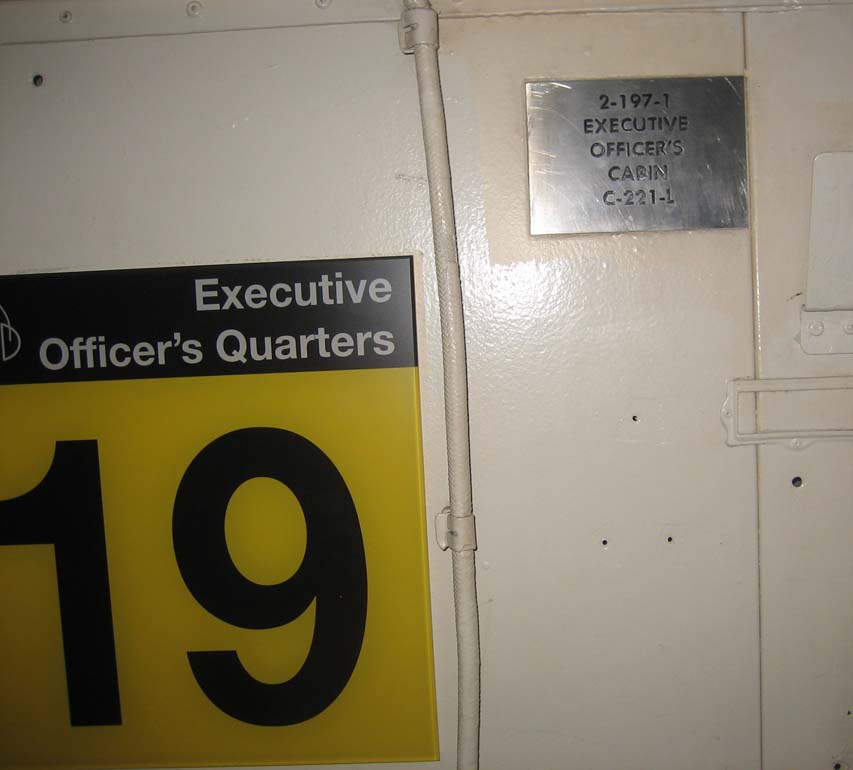 2-197-1
EXECUTIVE
OFFICER'S
CABIN
C-221-L
Executive
Officer's Quarters
19